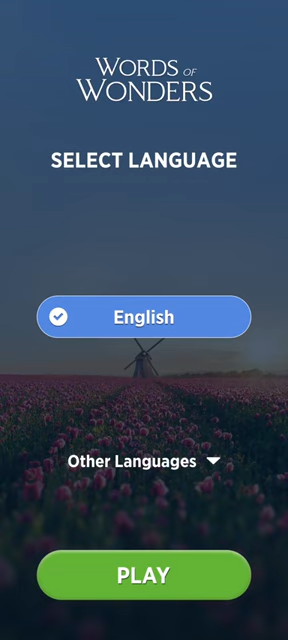 WORDS OF
WONDERS
SELECT LANGUAGE
English
Other Languages
PLAY